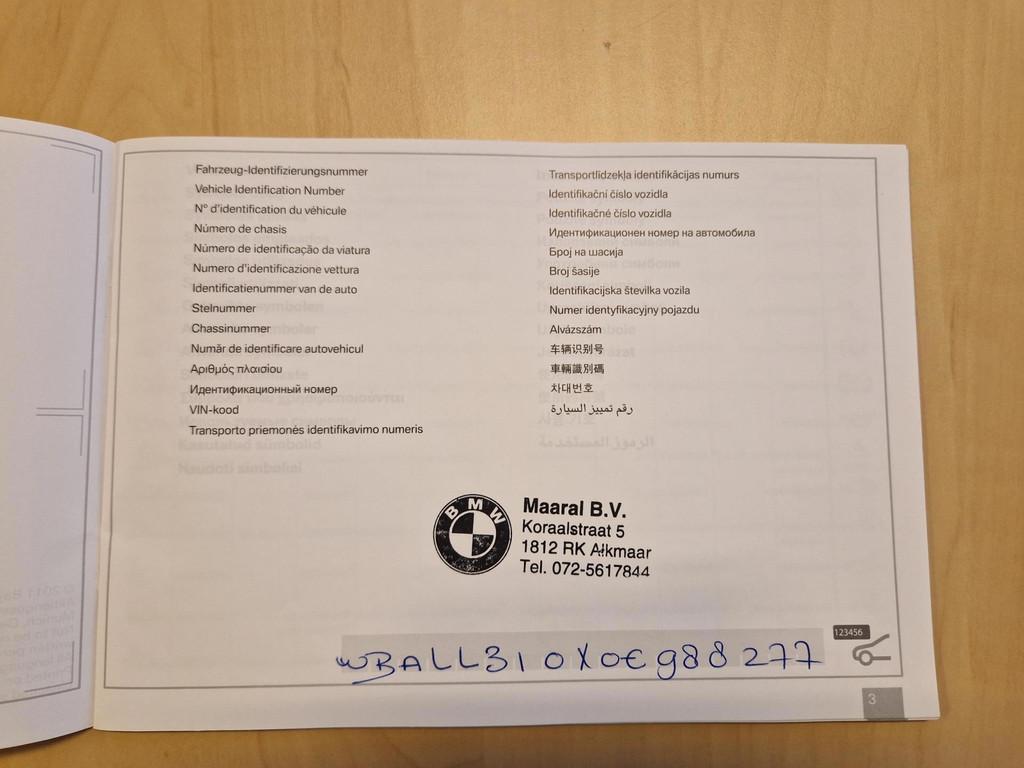 Fahrzeug-Identifizierungsnummer
Vehicle Identification Number
N° d'identification du véhicule
Número de chasis
Número de identificação da viatura
Numero d'identificazione vettura
Identificatienummer van de auto
Stelnummer
Chassinummer
Număr de identificare autovehicul
Αριθμός πλαισίου
Идентификационный номер
VIN-kood
Transporto priemonės identifikavimo numeris
Transportlīdzekļa identifikācijas numurs
Identifikační číslo vozidla
Identifikačné číslo vozidla
Идентификационен номер на автомобила
Број на шасија
Broj šasije
Identifikacijska številka vozila
Numer identyfikacyjny pojazdu
Alvázszám
车辆识别号
車輛識別碼
차대번호
رقم تمييز السيارة
BMW
Maaral B.V.
Koraalstraat 5
1812 RK Alkmaar
Tel. 072-5617844
123456
WBALL310X0E988277
3